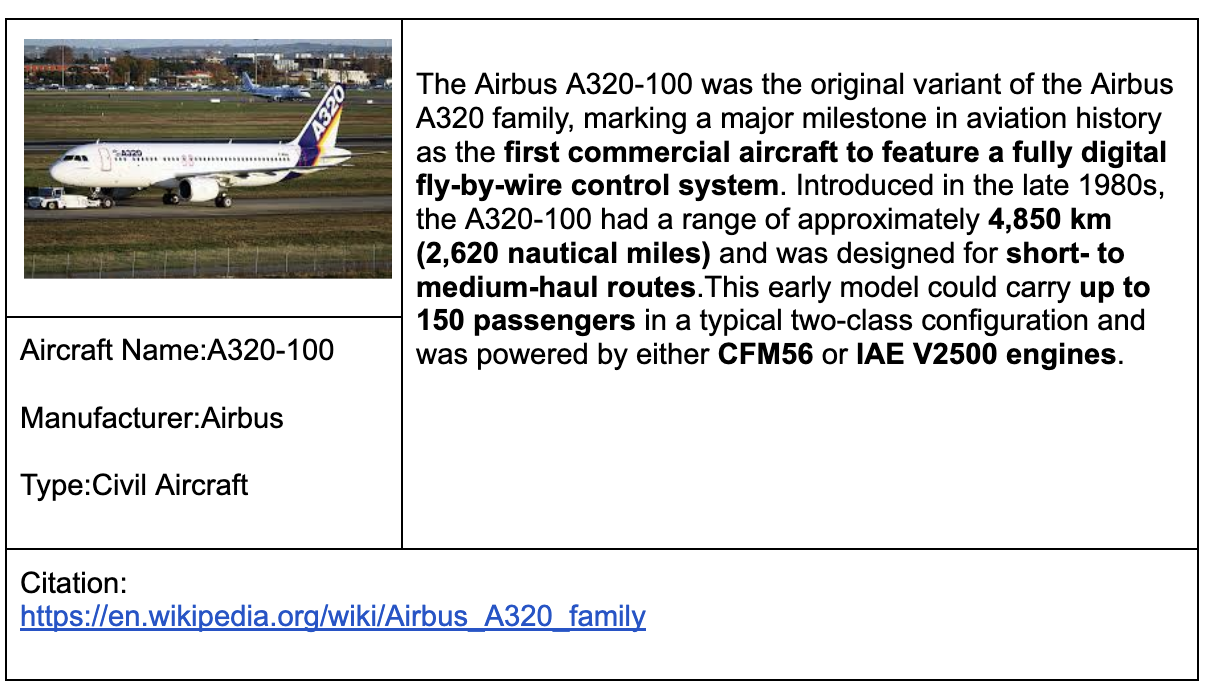 A320
A320
The Airbus A320-100 was the original variant of the Airbus
A320 family, marking a major milestone in aviation history
as the first commercial aircraft to feature a fully digital
fly-by-wire control system. Introduced in the late 1980s,
the A320-100 had a range of approximately 4,850 km
(2,620 nautical miles) and was designed for short- to
medium-haul routes.This early model could carry up to
150 passengers in a typical two-class configuration and
was powered by either CFM56 or IAE V2500 engines.
Aircraft Name:A320-100
Manufacturer:Airbus
Type:Civil Aircraft
Citation:
https://en.wikipedia.org/wiki/Airbus_A320_family